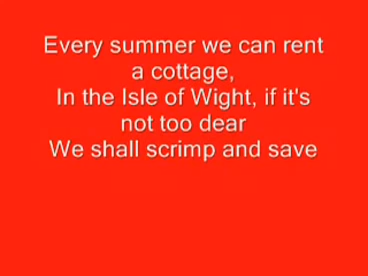 Every summer we can rent
a cottage,
In the Isle of Wight, if it's
not too dear
We shall scrimp and save